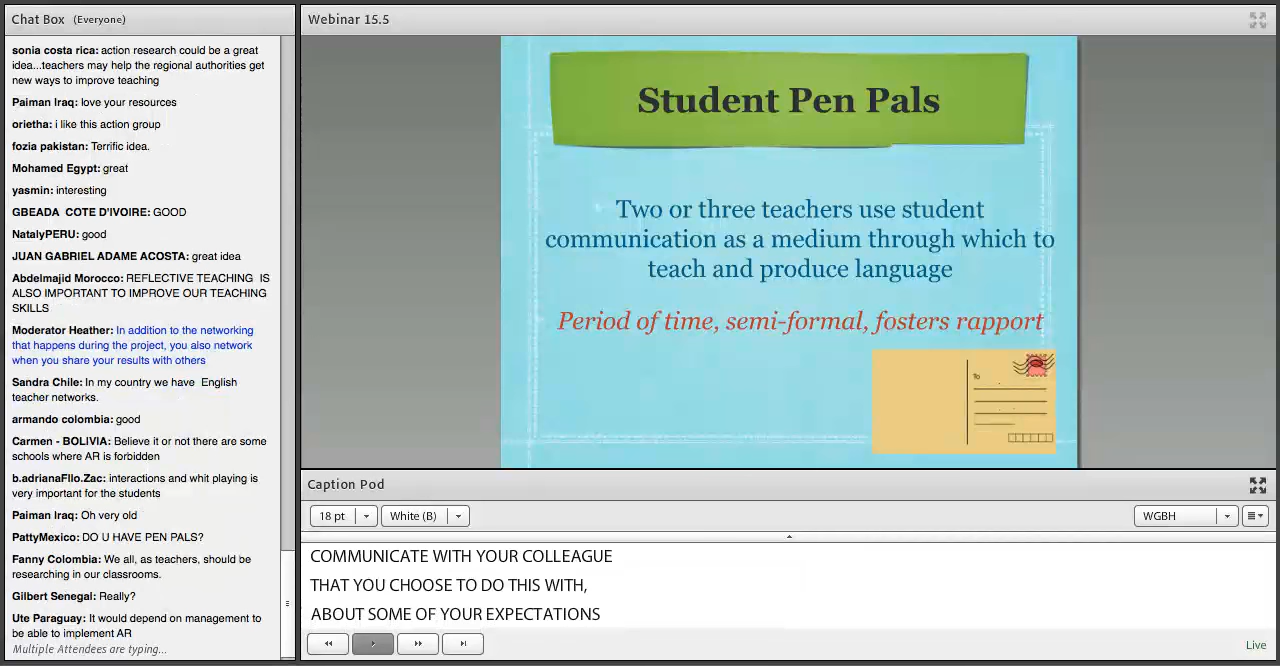 Chat Box (Everyone)
sonia costa rica: action research could be a great
idea...teachers may help the regional authorities get
new ways to improve teaching
Paiman Iraq: love your resources
orietha: i like this action group
fozia pakistan: Terrific idea.
Mohamed Egypt: great
yasmin: interesting
GBEADA COTE D'IVOIRE: GOOD
NatalyPERU: good
JUAN GABRIEL ADAME ACOSTA: great idea
Abdelmajid Morocco: REFLECTIVE TEACHING IS
ALSO IMPORTANT TO IMPROVE OUR TEACHING
SKILLS
Moderator Heather: In addition to the networking
that happens during the project, you also network
when you share your results with others
Sandra Chile: In my country we have English
teacher networks.
armando colombia: good
Carmen - BOLIVIA: Believe it or not there are some
schools where AR is forbidden
b.adrianaFllo.Zac: interactions and whit playing is
very important for the students
Paiman Iraq: Oh very old
PattyMexico: DO U HAVE PEN PALS?
Fanny Colombia: We all, as teachers, should be
researching in our classrooms.
Gilbert Senegal: Really?
Ute Paraguay: It would depend on management to
be able to implement AR
Multiple Attendees are typing...
Webinar 15.5
Student Pen Pals
Two or three teachers use student
communication as a medium through which to
teach and produce language
Period of time, semi-formal, fosters rapport
To
Caption Pod
18 pt
White (B)
WGBH
COMMUNICATE WITH YOUR COLLEAGUE
THAT YOU CHOOSE TO DO THIS WITH,
ABOUT SOME OF YOUR EXPECTATIONS
Live